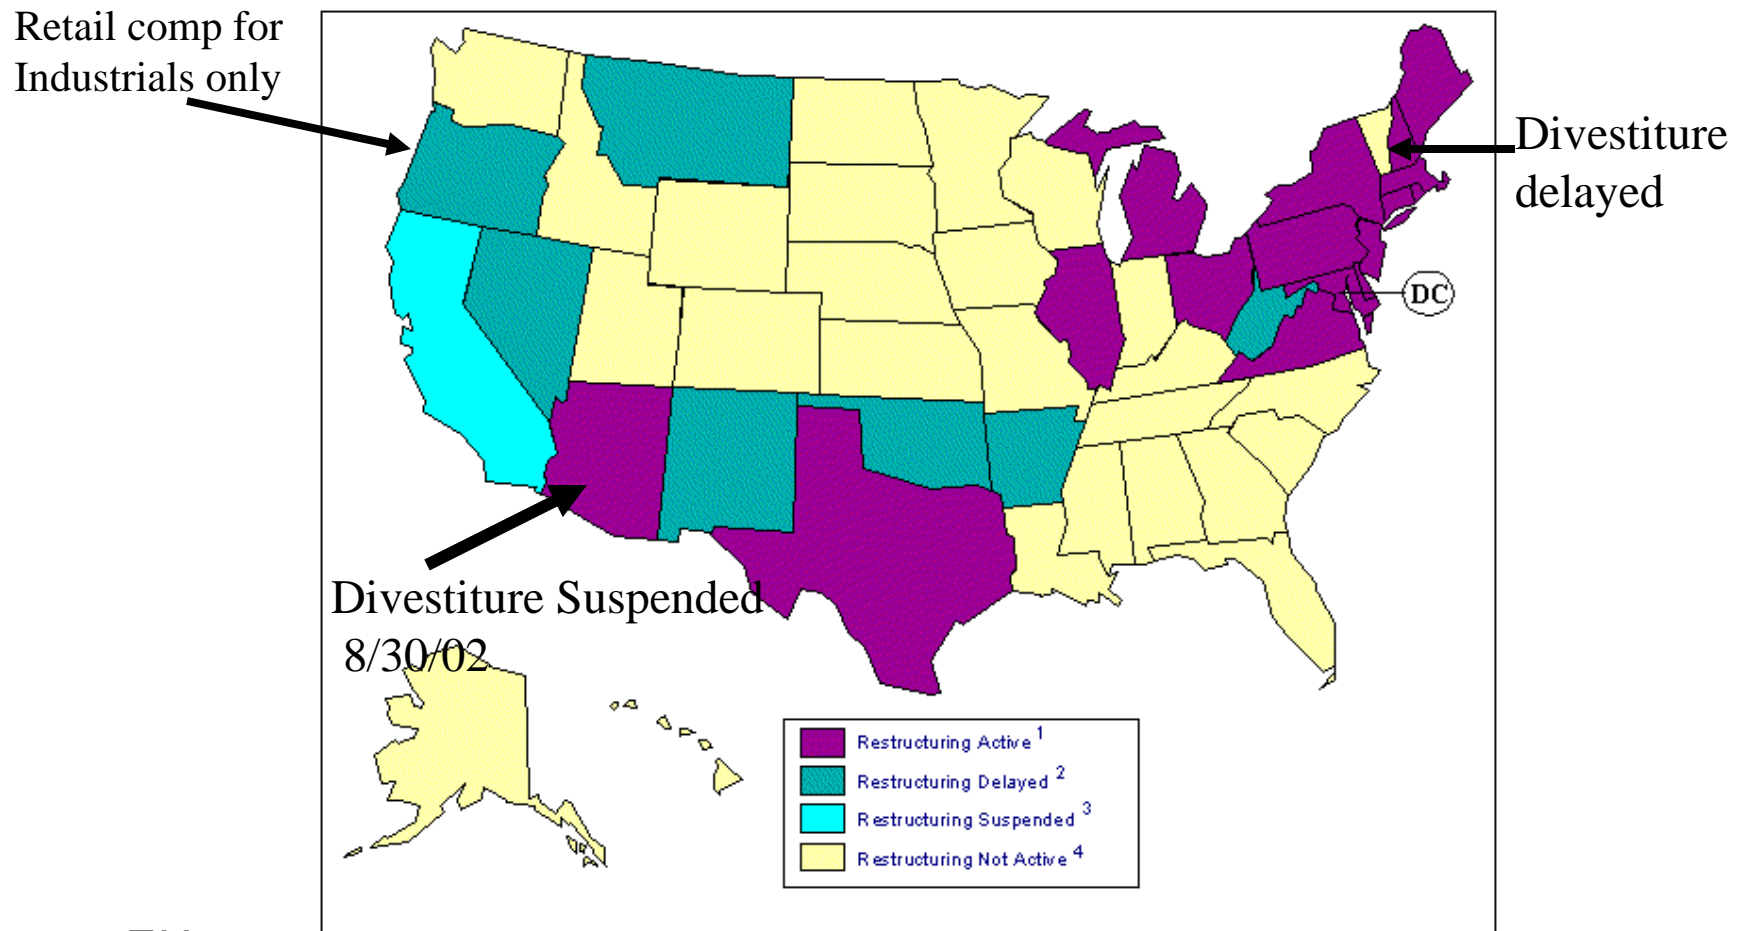 Retail comp for
Industrials only
Divestiture
delayed
DC
Divestiture Suspended
8/30/02
Restructuring Active 1
Restructuring Delayed 2
Restructuring Suspended 3
Restructuring Not Active 4